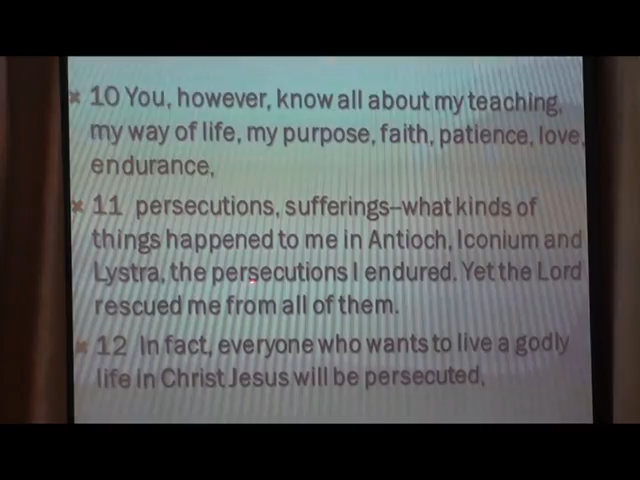 10 You, however, know all about my teaching,
my way of life, my purpose, faith, patience, love,
endurance,
11 persecutions, sufferings–what kinds of
things happened to me in Antioch, Iconium and
Lystra, the persecutions I endured. Yet the Lord
rescued me from all of them.
12 In fact, everyone who wants to live a godly
life in Christ Jesus will be persecuted,